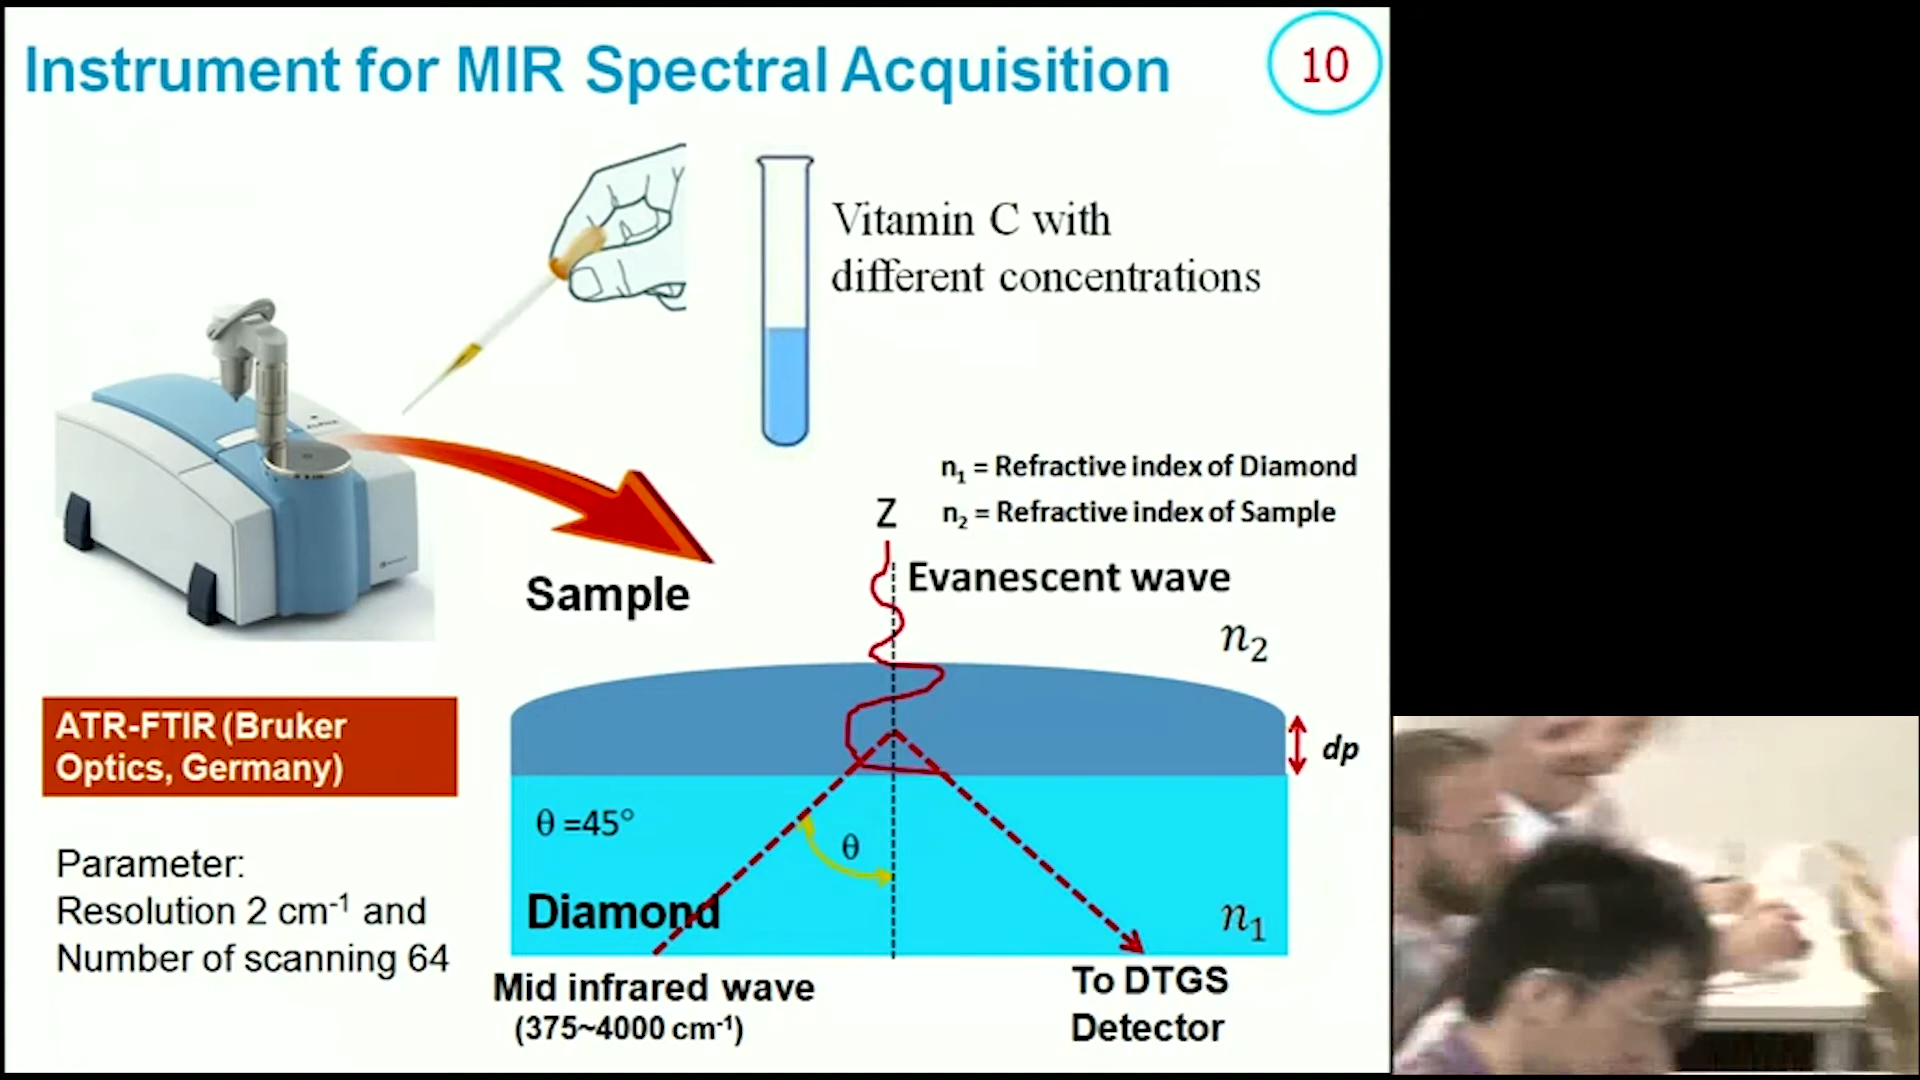 Instrument for MIR Spectral Acquisition
10
Vitamin C with
different concentrations
n₁ = Refractive index of Diamond
n₂ = Refractive index of Sample
Z
Evanescent wave
Sample
n₂
ATR-FTIR (Bruker
Optics, Germany)
dp
θ =45°
θ
Parameter:
Resolution 2 cm⁻¹ and
Number of scanning 64
Diamond
n₁
Mid infrared wave
(375~4000 cm⁻¹)
To DTGS
Detector